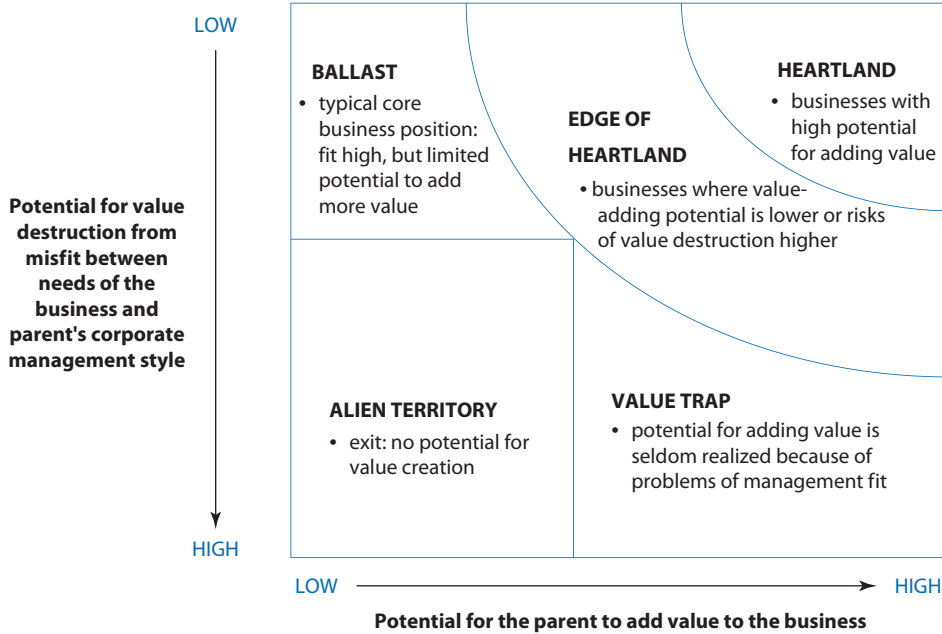 LOW
Potential for value
destruction from
misfit between
needs of the
business and
parent's corporate
management style
HIGH
BALLAST
• typical core
business position:
fit high, but limited
potential to add
more value
EDGE OF
HEARTLAND
• businesses where value-
adding potential is lower or risks
of value destruction higher
HEARTLAND
• businesses with
high potential
for adding value
ALIEN TERRITORY
• exit: no potential for
value creation
VALUE TRAP
• potential for adding value is
seldom realized because of
problems of management fit
LOW
HIGH
Potential for the parent to add value to the business